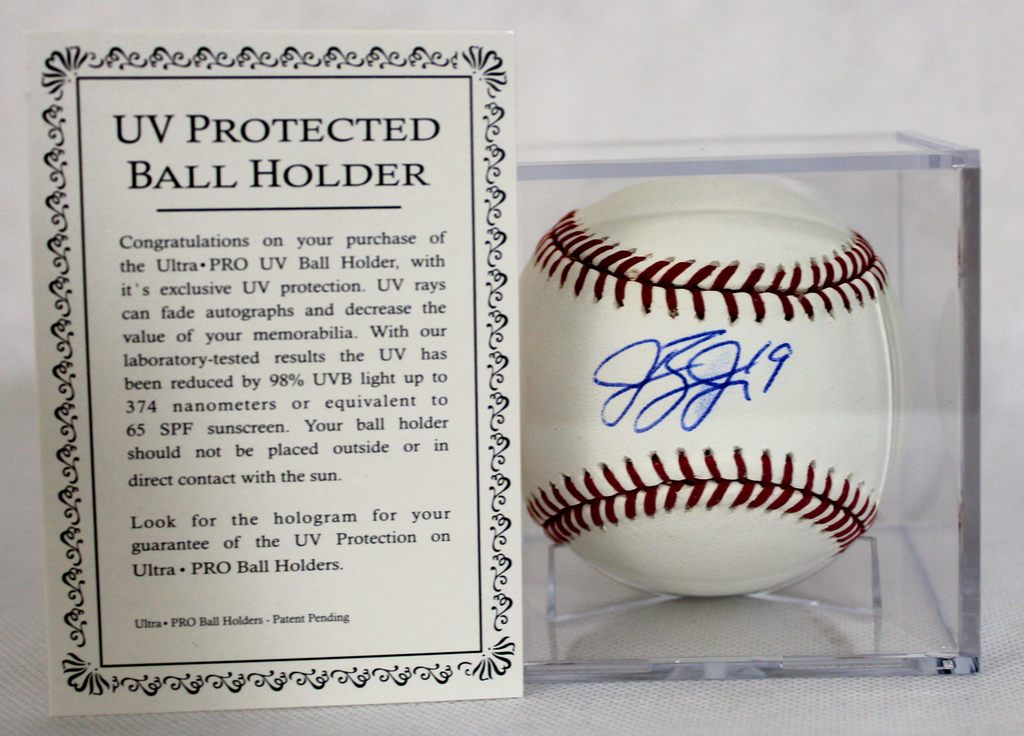 UV PROTECTED
BALL HOLDER
Congratulations on your purchase of
the Ultra•PRO UV Ball Holder, with
it's exclusive UV protection. UV rays
can fade autographs and decrease the
value of your memorabilia. With our
laboratory-tested results the UV has
been reduced by 98% UVB light up to
374 nanometers or equivalent to
65 SPF sunscreen. Your ball holder
should not be placed outside or in
direct contact with the sun.
Look for the hologram for your
guarantee of the UV Protection on
Ultra•PRO Ball Holders.
Ultra•PRO Ball Holders - Patent Pending
19